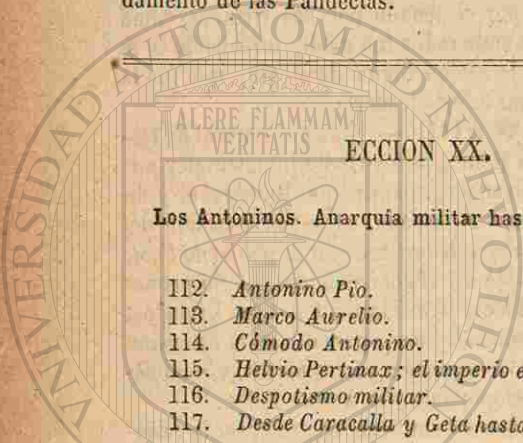 damento de las Pandectas.
ALERE FLAMMAM
VERITATIS
ECCION XX.
Los Antoninos. Anarquía militar has
112. Antonino Pio.
113. Marco Aurelio.
114. Cómodo Antonino.
115. Helvio Pertinax; el imperio e
116. Despotismo militar.
117. Desde Caracalla y Geta hasta